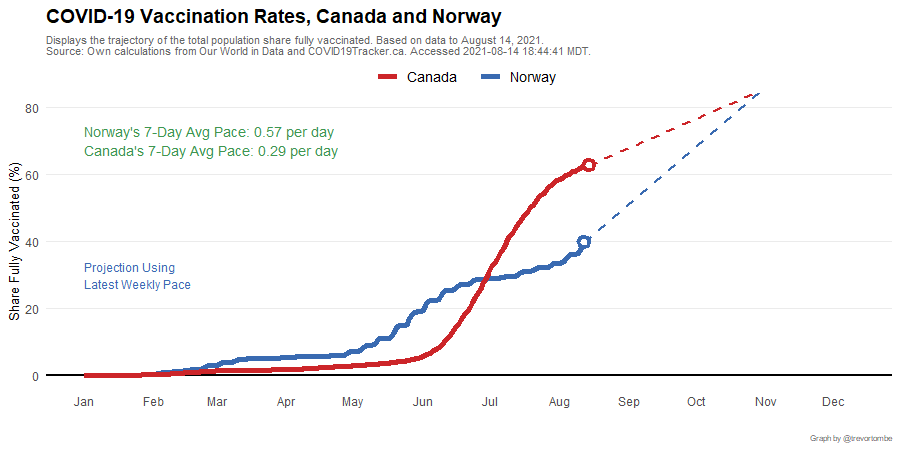 COVID-19 Vaccination Rates, Canada and Norway
Displays the trajectory of the total population share fully vaccinated. Based on data to August 14, 2021.
Source: Own calculations from Our World in Data and COVID19Tracker.ca. Accessed 2021-08-14 18:44:41 MDT.
Canada Norway
Norway's 7-Day Avg Pace: 0.57 per day
Canada's 7-Day Avg Pace: 0.29 per day
Projection Using
Latest Weekly Pace
Share Fully Vaccinated (%)
80
60
40
20
0
Jan Feb Mar Apr May Jun Jul Aug Sep Oct Nov Dec
Graph by @trevortombe